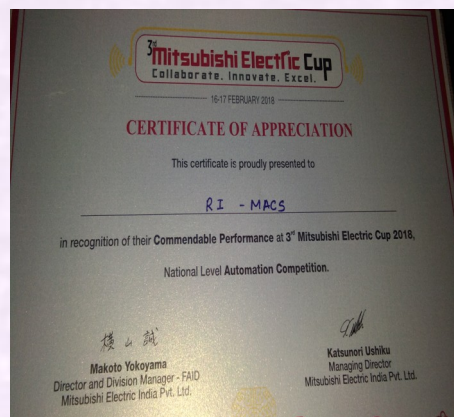 3rd Mitsubishi Electric Cup
Collaborate. Innovate. Excel.
16-17 FEBRUARY 2018
CERTIFICATE OF APPRECIATION
This certificate is proudly presented to
RI - MACS
in recognition of their Commendable Performance at 3rd Mitsubishi Electric Cup 2018,
National Level Automation Competition.
横山誠
Makoto Yokoyama
Director and Division Manager - FAID
Mitsubishi Electric India Pvt. Ltd.
Katsunori Ushiku
Managing Director
Mitsubishi Electric India Pvt. Ltd.